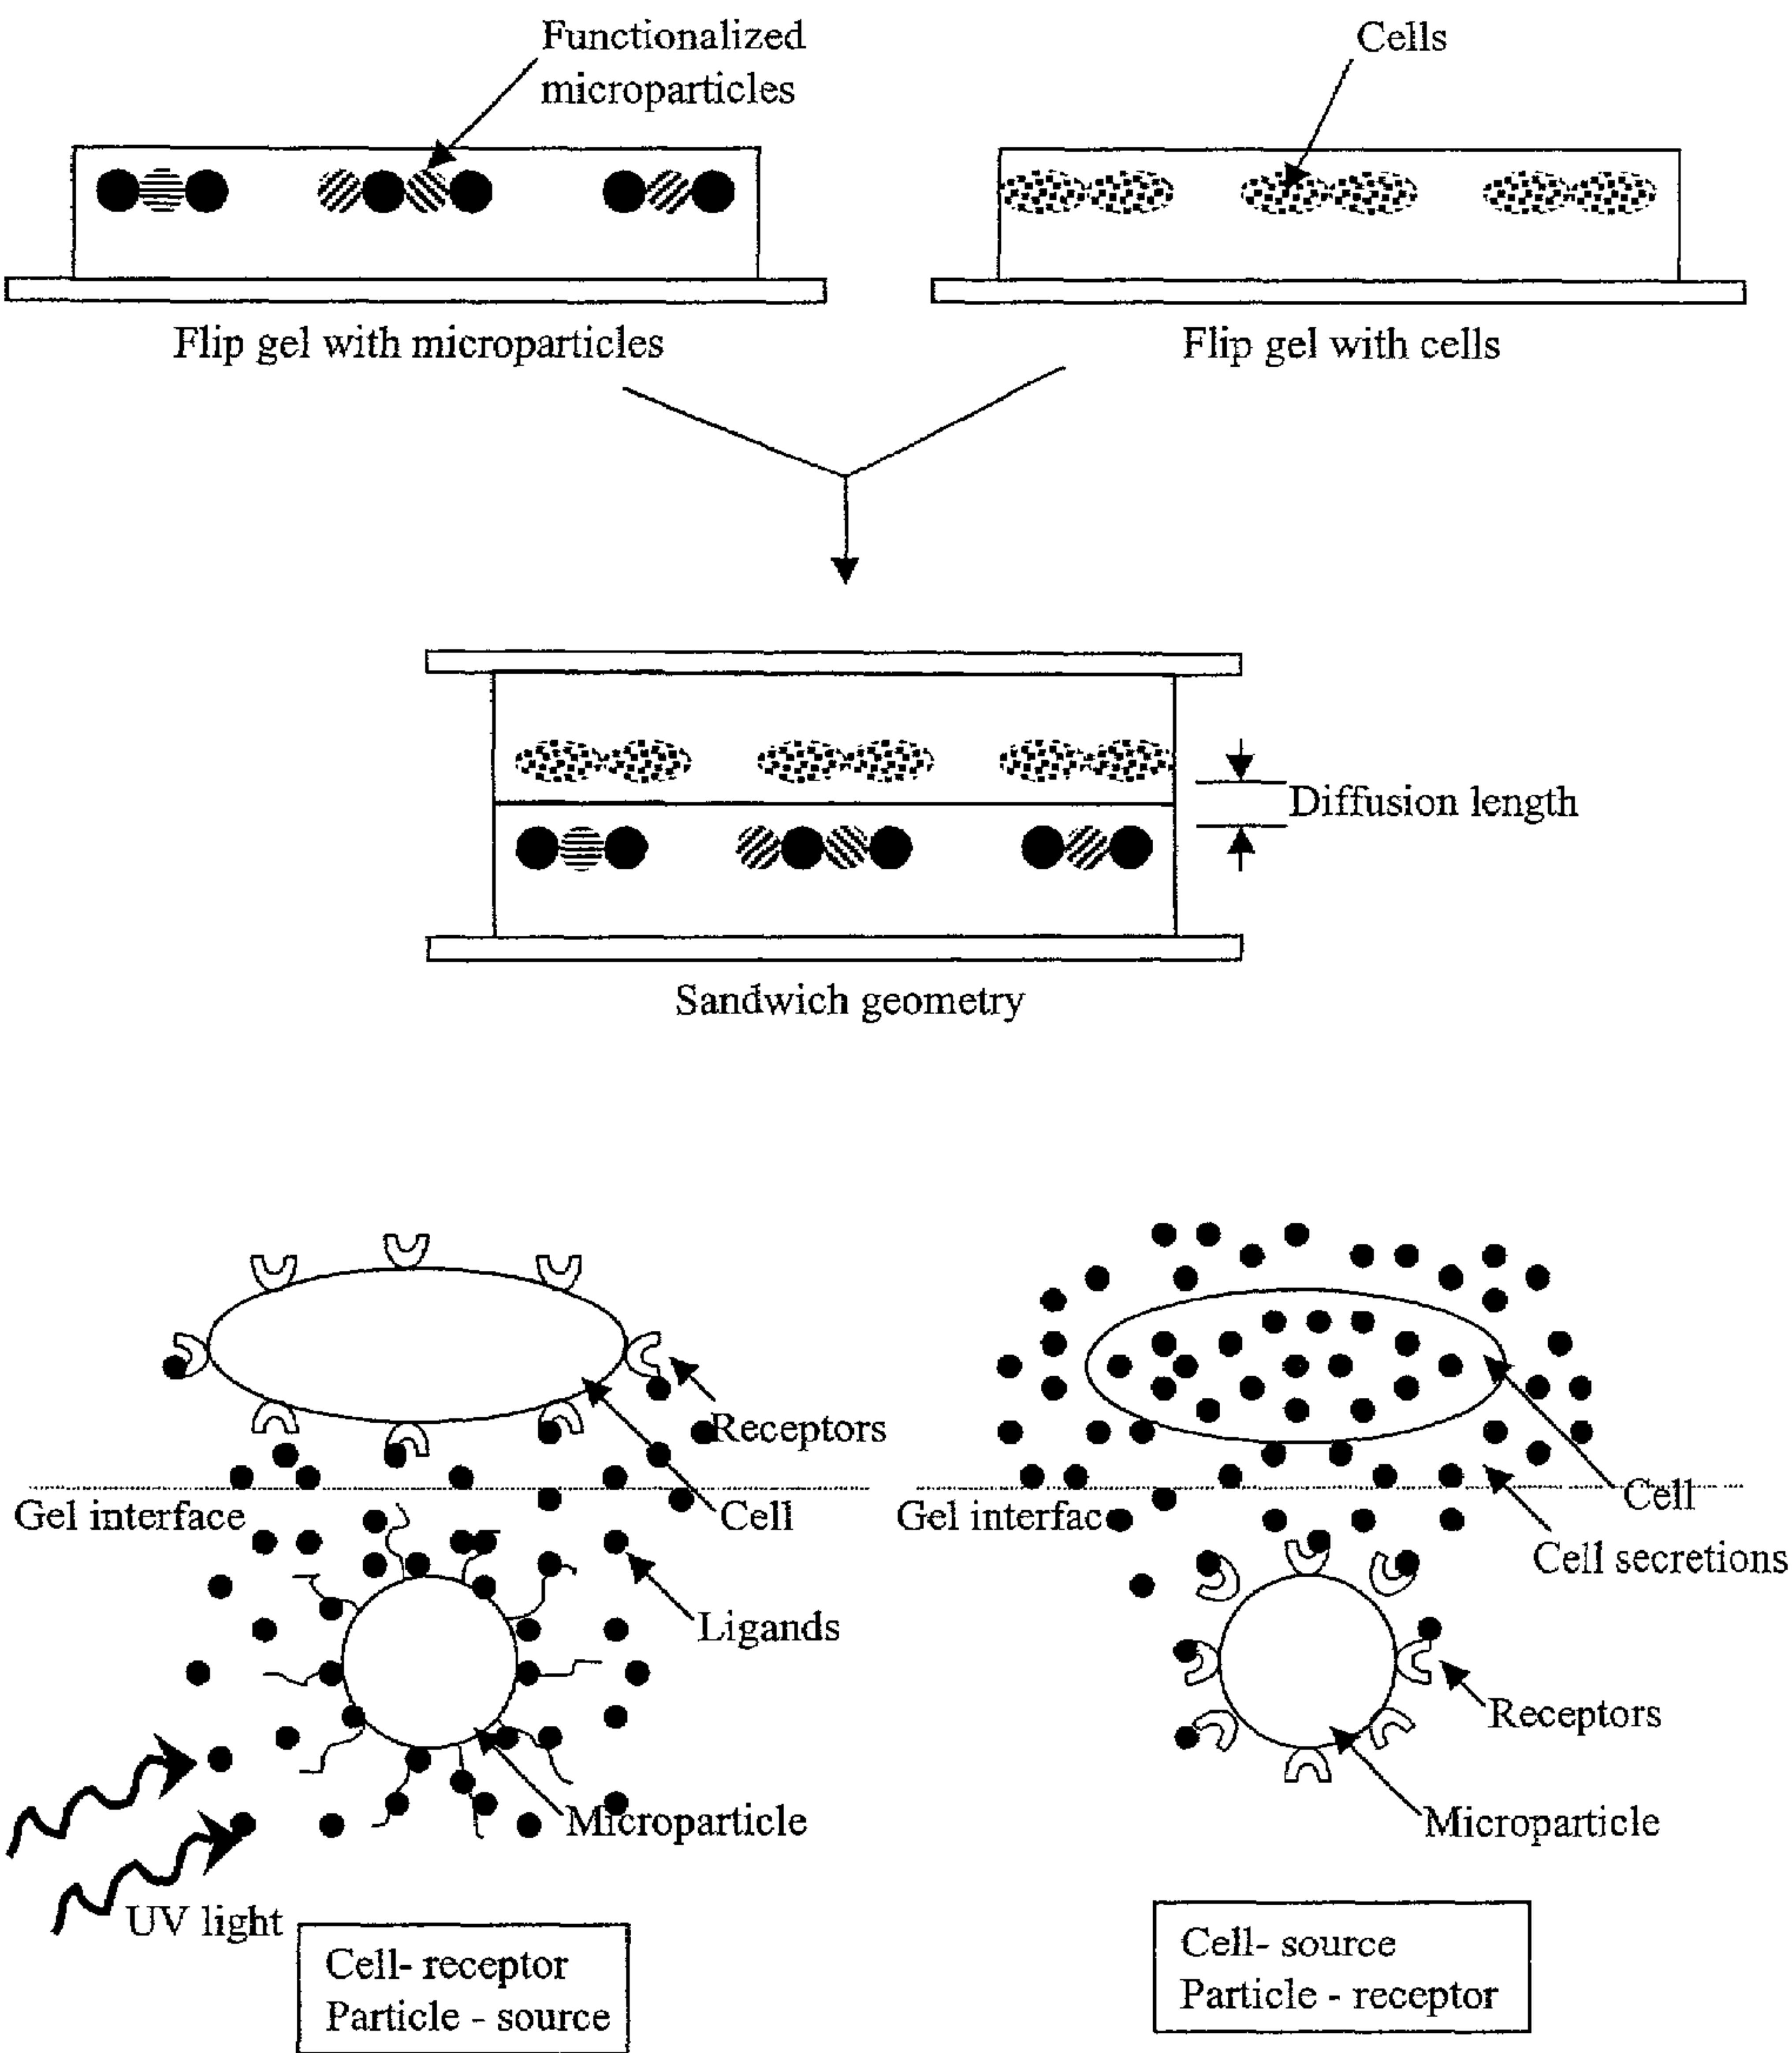 Functionalized
microparticles
Cells
Flip gel with microparticles
Flip gel with cells
Diffusion length
Sandwich geometry
Receptors
Gel interface
Cell
Ligands
Microparticle
UV light
Cell- receptor
Particle - source
Gel interfac
Cell
Cell secretions
Receptors
Microparticle
Cell- source
Particle - receptor